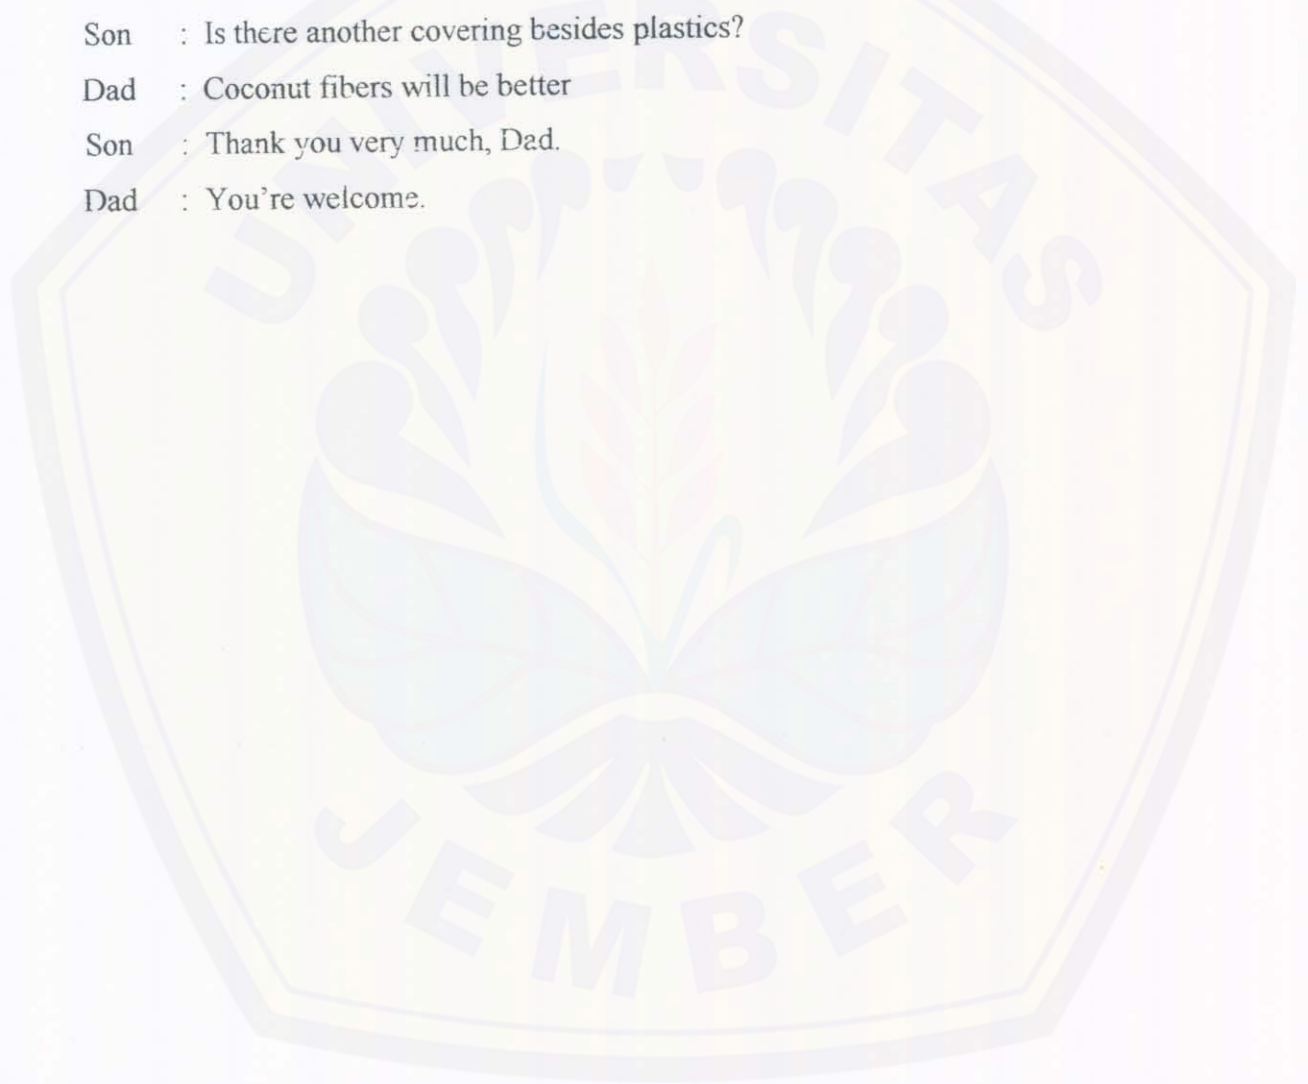 Son : Is there another covering besides plastics?
Dad : Coconut fibers will be better
Son : Thank you very much, Dad.
Dad : You're welcome.
UNIVERSITAS
JEMBER